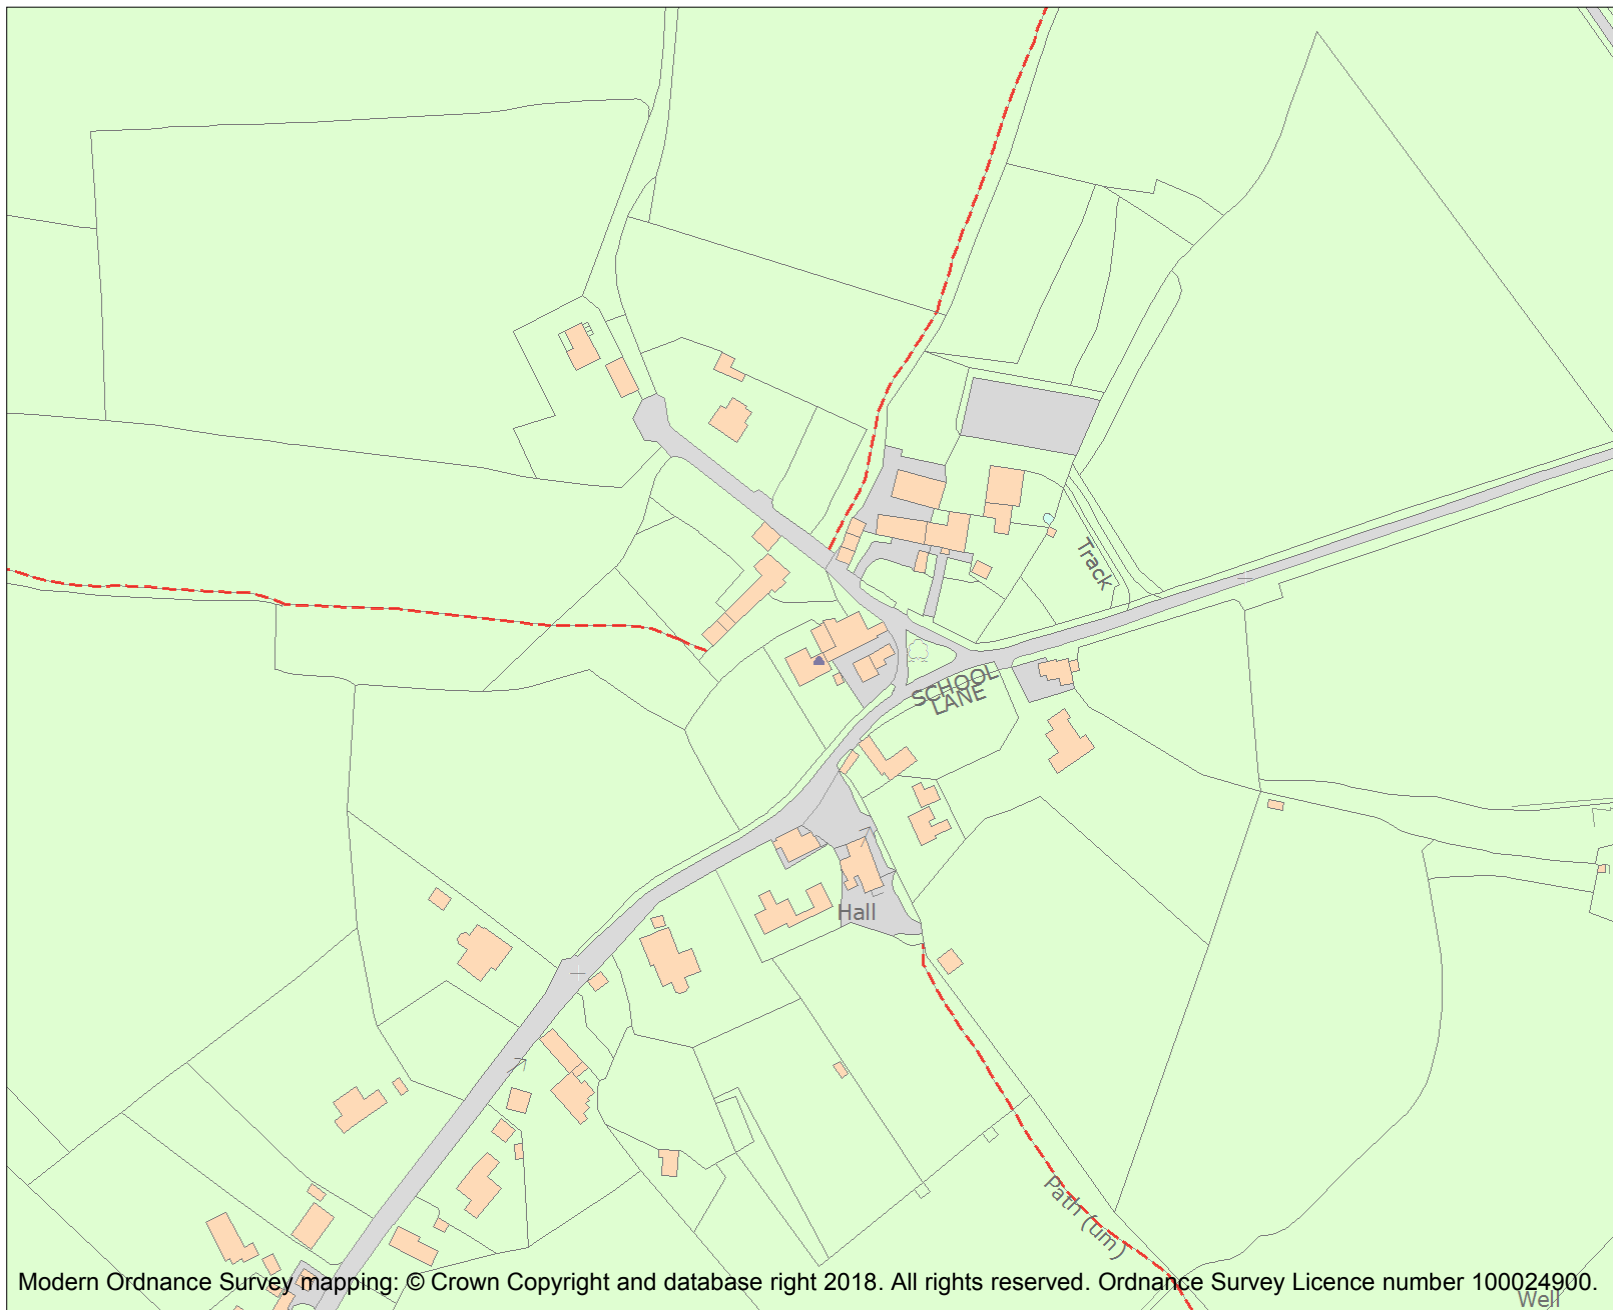 Track
SCHOOL
LANE
Hall
Path (um)
Modern Ordnance Survey mapping: © Crown Copyright and database right 2018. All rights reserved. Ordnance Survey Licence number 100024900.
Well